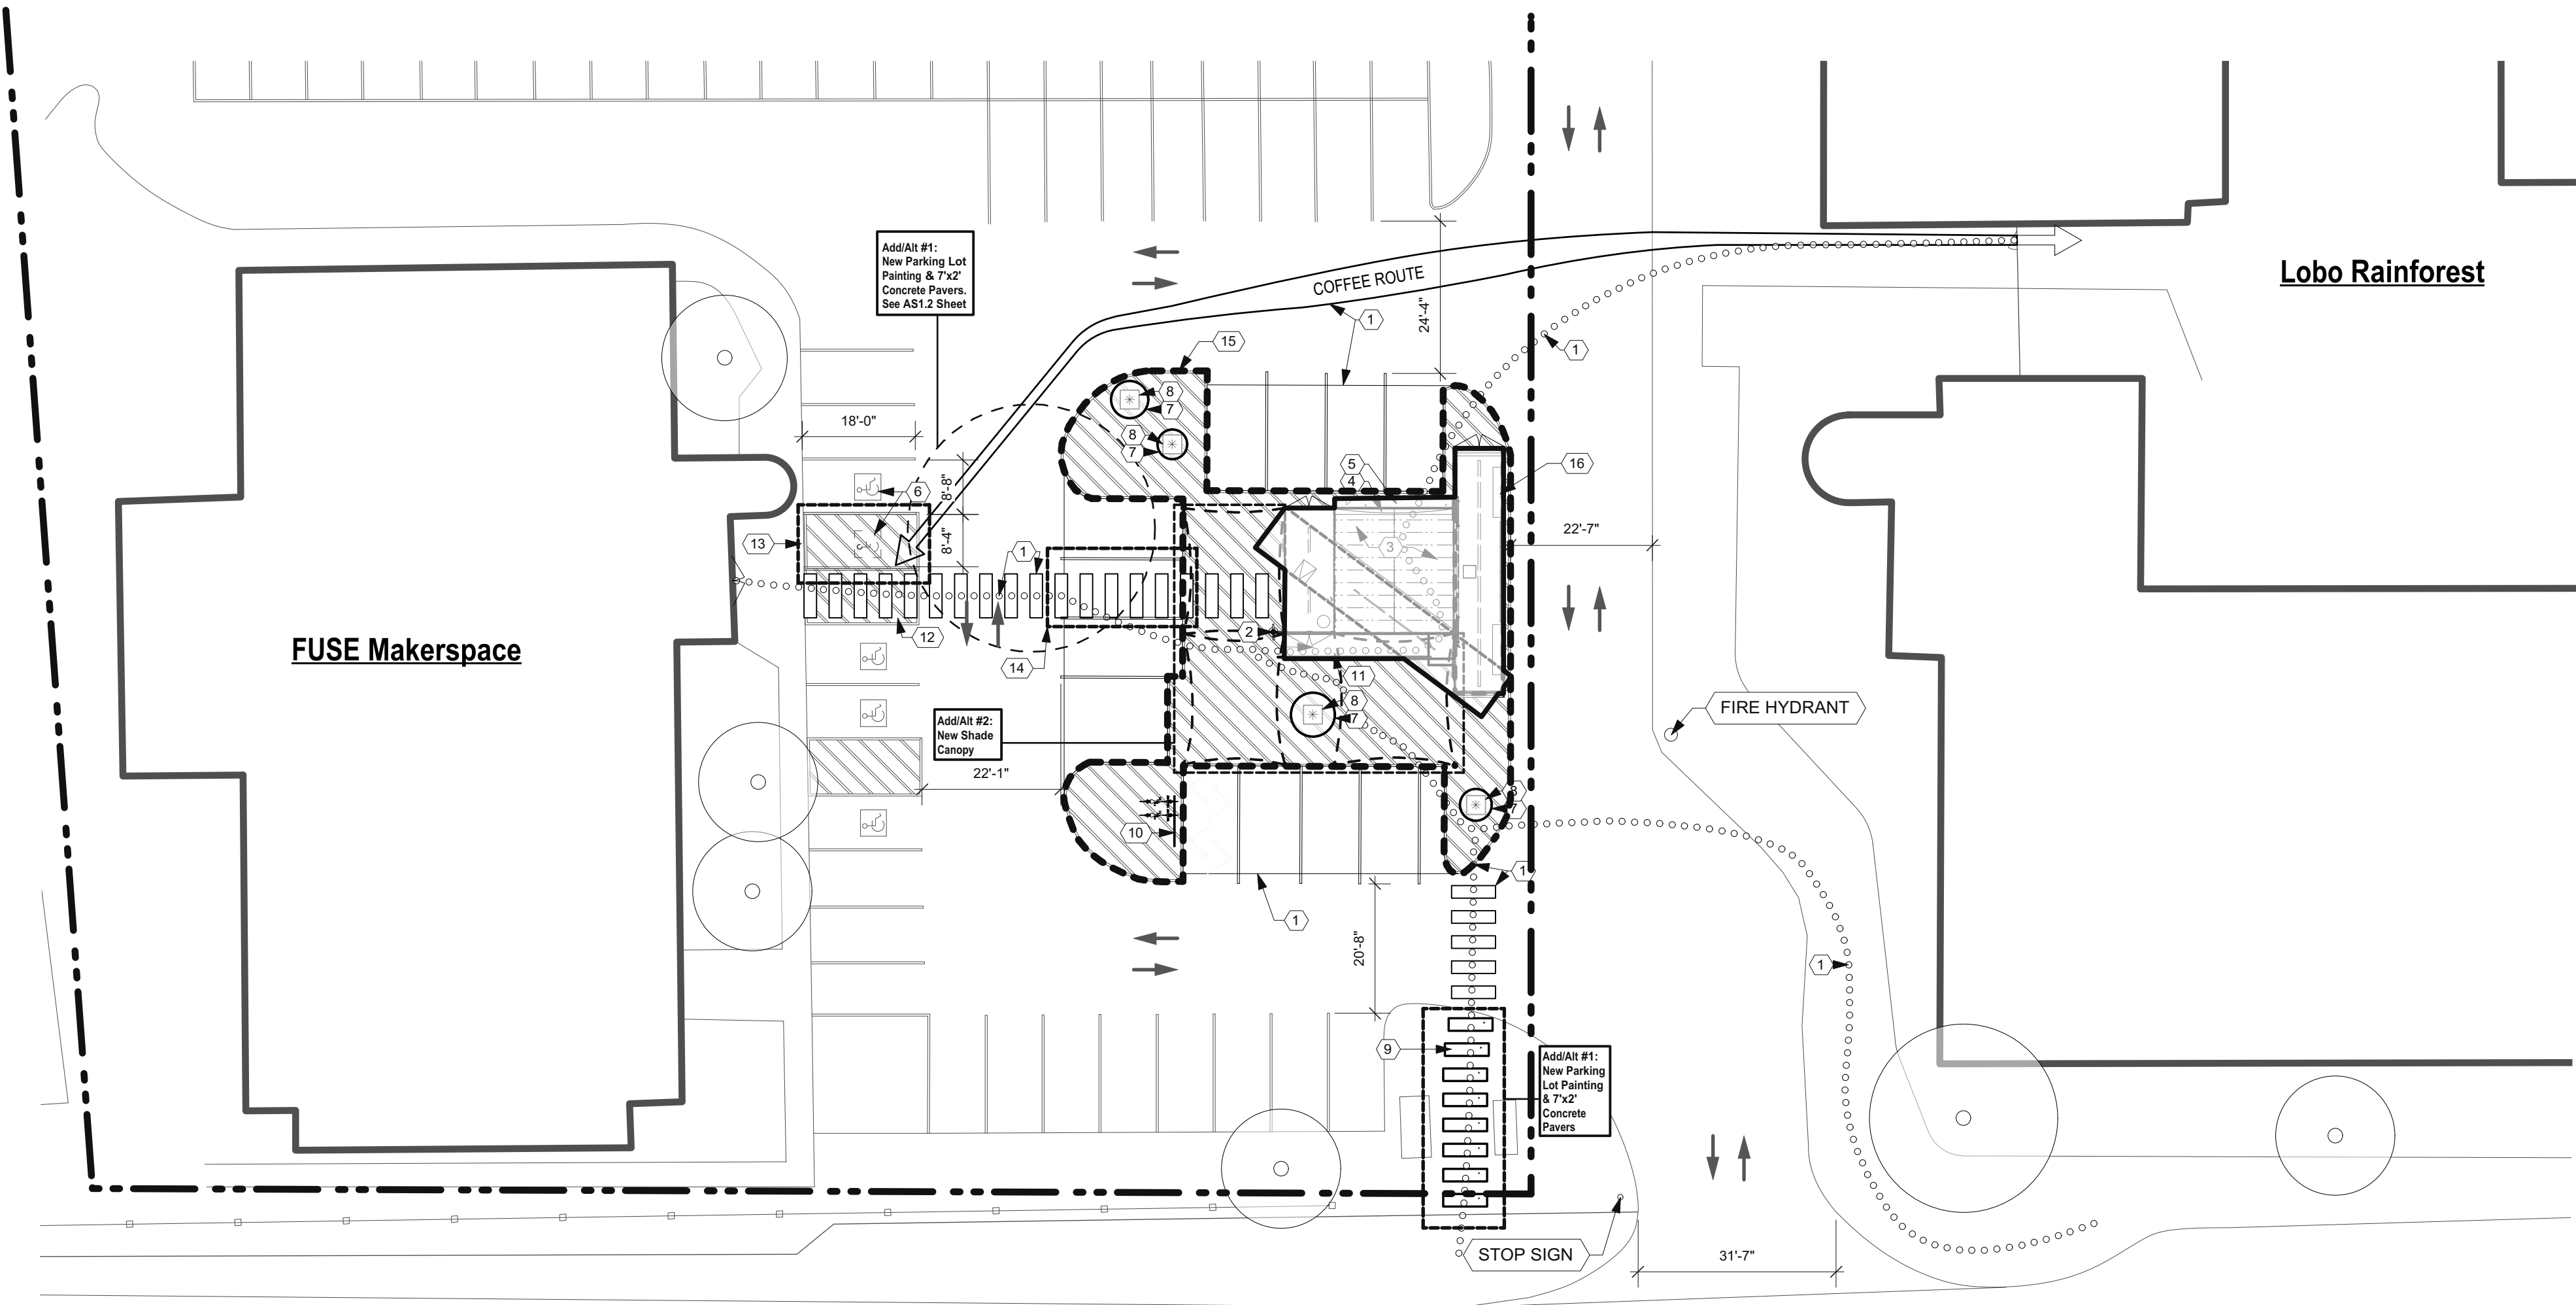 Add/Alt #1:
New Parking Lot
Painting & 7'x2'
Concrete Pavers.
See AS1.2 Sheet
Lobo Rainforest
COFFEE ROUTE
24'-4"
1
15
1
8
7
18'-0"
8
7
5
4
16
6
8'-8"
22'-7"
13
8'-4"
1
3
2
12
FUSE Makerspace
14
11
8
7
FIRE HYDRANT
Add/Alt #2:
New Shade
Canopy
22'-1"
8
7
10
1
1
20'-8"
1
9
Add/Alt #1:
New Parking
Lot Painting
& 7'x2'
Concrete
Pavers
STOP SIGN
31'-7"